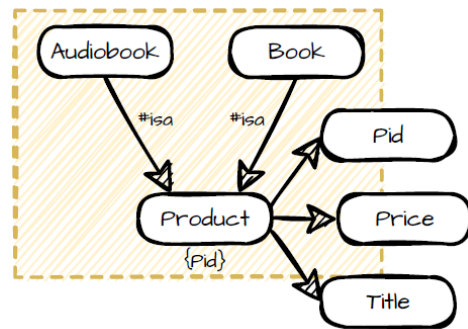 Audiobook
Book
#isa
#isa
Pid
Product
Price
{Pid}
Title